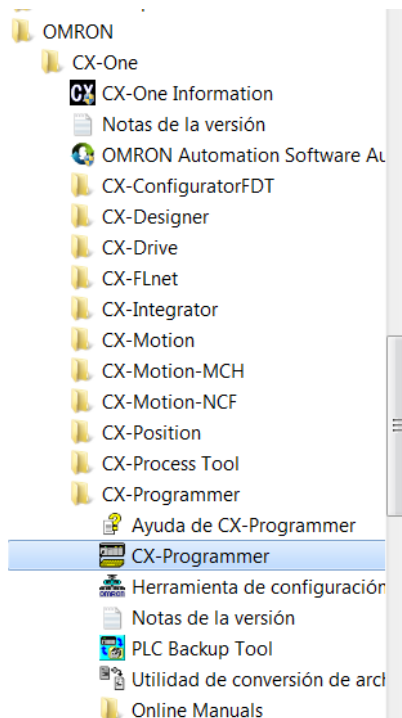 OMRON
CX-One
CX-One Information
Notas de la versión
OMRON Automation Software Au
CX-ConfiguratorFDT
CX-Designer
CX-Drive
CX-FLnet
CX-Integrator
CX-Motion
CX-Motion-MCH
CX-Motion-NCF
CX-Position
CX-Process Tool
CX-Programmer
Ayuda de CX-Programmer
CX-Programmer
Herramienta de configuración
Notas de la versión
PLC Backup Tool
Utilidad de conversión de arch
Online Manuals